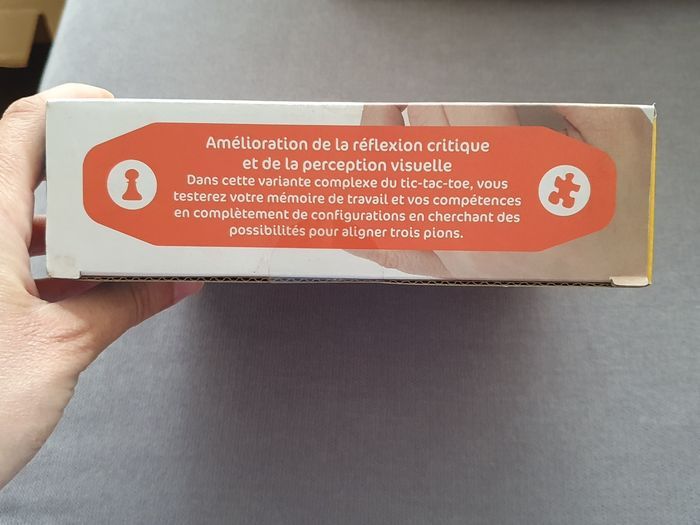 Amélioration de la réflexion critique
et de la perception visuelle
Dans cette variante complexe du tic-tac-toe, vous
testerez votre mémoire de travail et vos compétences
en complètement de configurations en cherchant des
possibilités pour aligner trois pions.